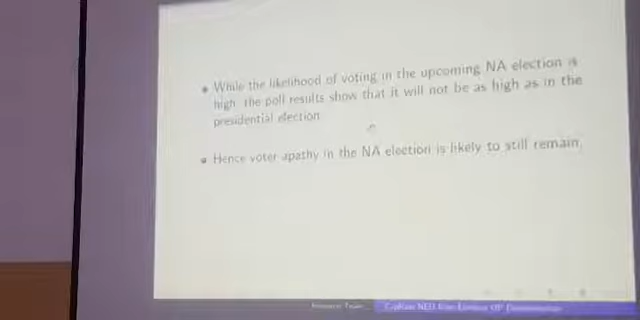 While the likelihood of voting in the upcoming NA election is
high the poll results show that it will not be as high as in the
presidential election
Hence voter apathy in the NA election is likely to still remain
Research Team